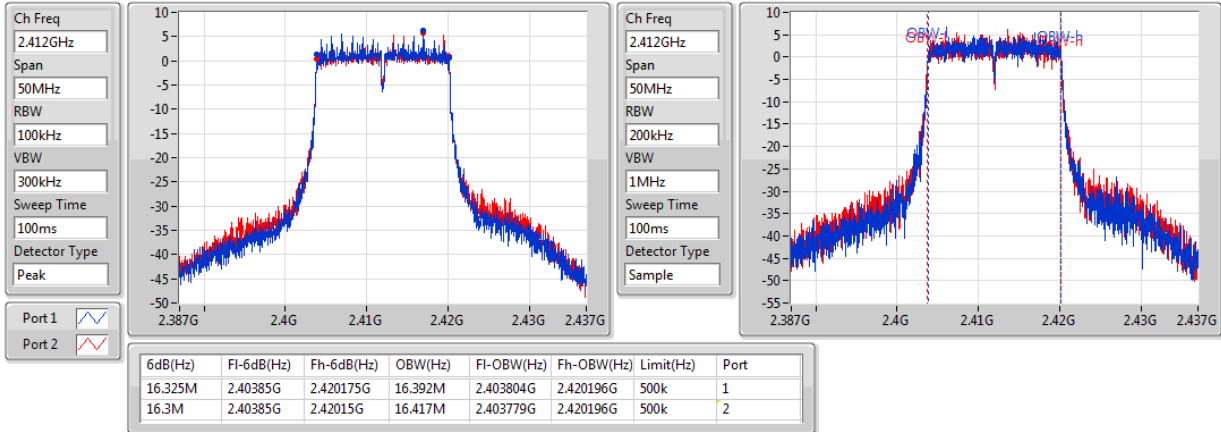 Ch Freq
2.412GHz
Span
50MHz
RBW
100kHz
VBW
300kHz
Sweep Time
100ms
Detector Type
Peak
Port 1
Port 2
10
5
0
-5
-10
-15
-20
-25
-30
-35
-40
-45
-50
2.387G 2.4G 2.41G 2.42G 2.43G 2.437G
Ch Freq
2.412GHz
Span
50MHz
RBW
200kHz
VBW
1MHz
Sweep Time
100ms
Detector Type
Sample
10
5
0
-5
-10
-15
-20
-25
-30
-35
-40
-45
-50
-55
OBW-l OBW-h
OBW-l OBW-h
2.387G 2.4G 2.41G 2.42G 2.43G 2.437G
6dB(Hz) Fl-6dB(Hz) Fh-6dB(Hz) OBW(Hz) Fl-OBW(Hz) Fh-OBW(Hz) Limit(Hz) Port
16.325M 2.40385G 2.420175G 16.392M 2.403804G 2.420196G 500k 1
16.3M 2.40385G 2.42015G 16.417M 2.403779G 2.420196G 500k 2